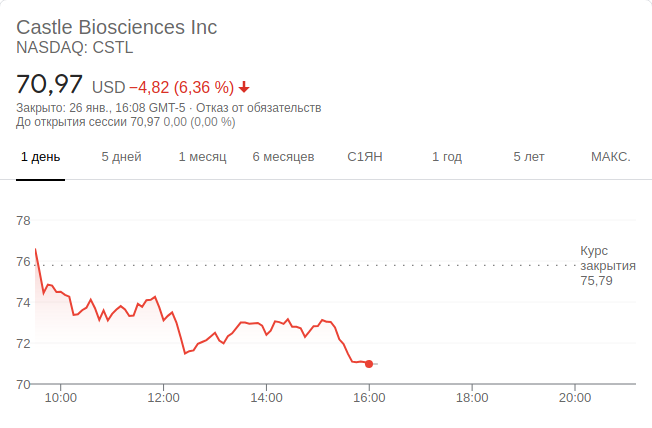 Castle Biosciences Inc
NASDAQ: CSTL
70,97 USD −4,82 (6,36 %)
Закрыто: 26 янв., 16:08 GMT-5 · Отказ от обязательств
До открытия сессии 70,97 0,00 (0,00 %)
1 день 5 дней 1 месяц 6 месяцев С1ЯН 1 год 5 лет МАКС.
78
Курс
76 закрытия
75,79
74
72
70
10:00 12:00 14:00 16:00 18:00 20:00